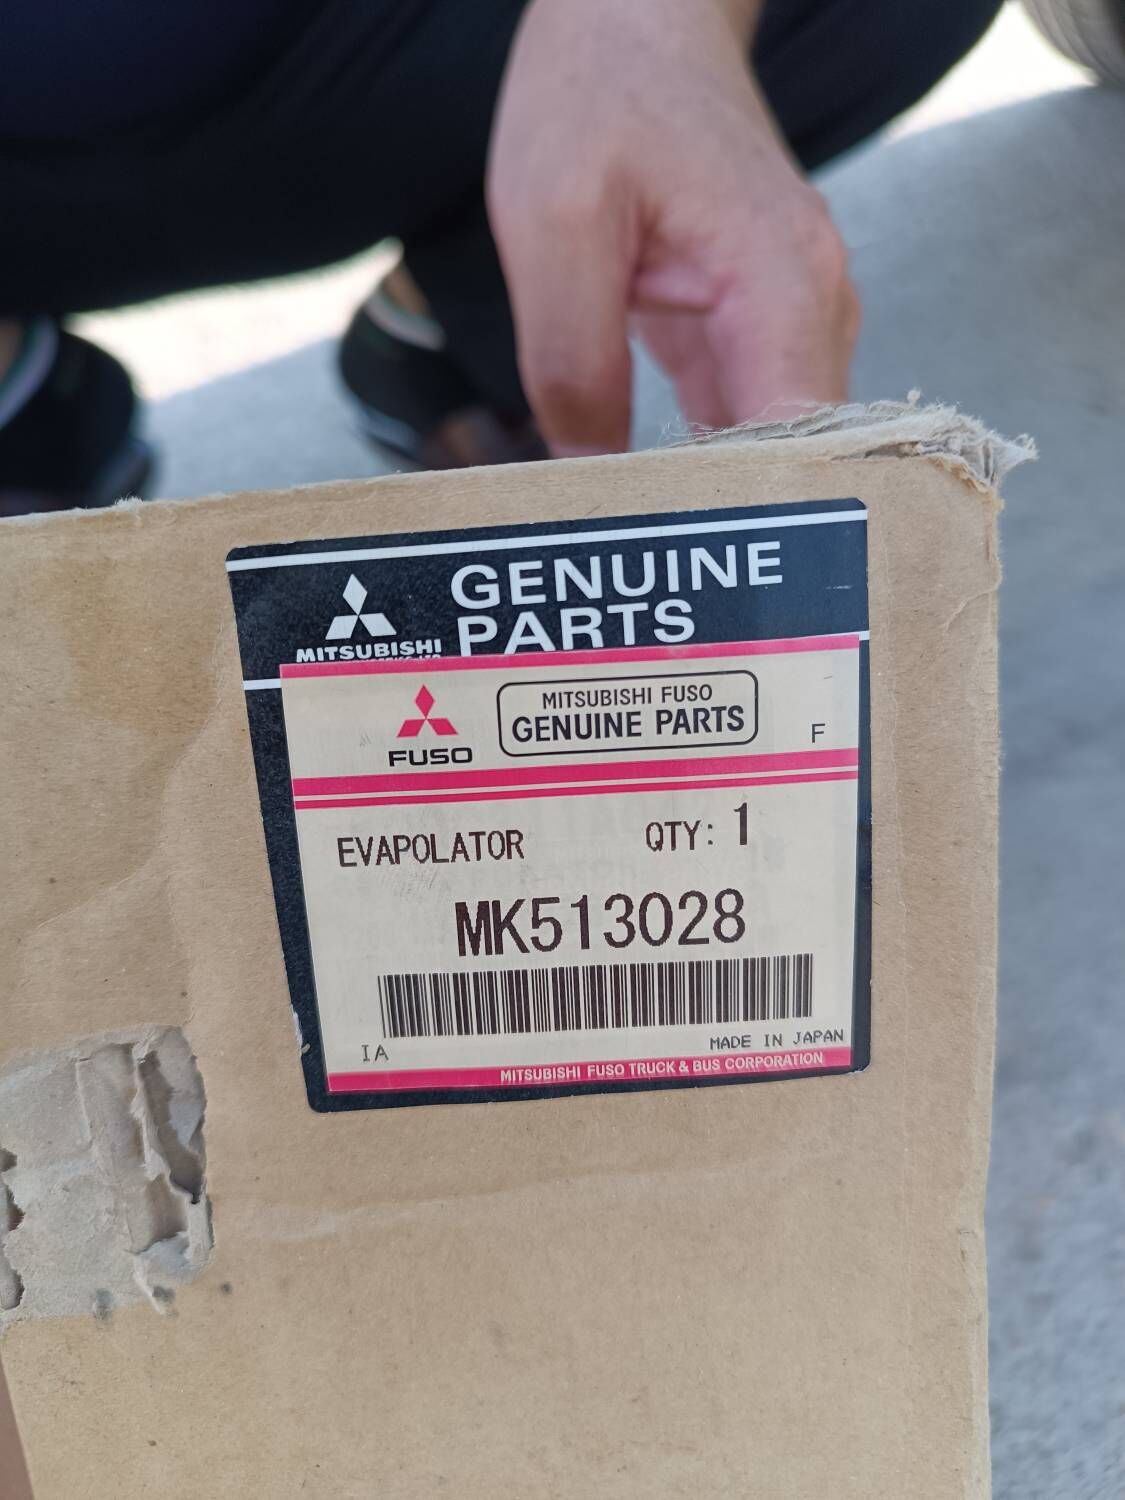 GENUINE
PARTS
MITSUBISHI
MITSUBISHI FUSO
GENUINE PARTS
FUSO
F
EVAPOLATOR
QTY: 1
MK513028
IA
MADE IN JAPAN
MITSUBISHI FUSO TRUCK & BUS CORPORATION